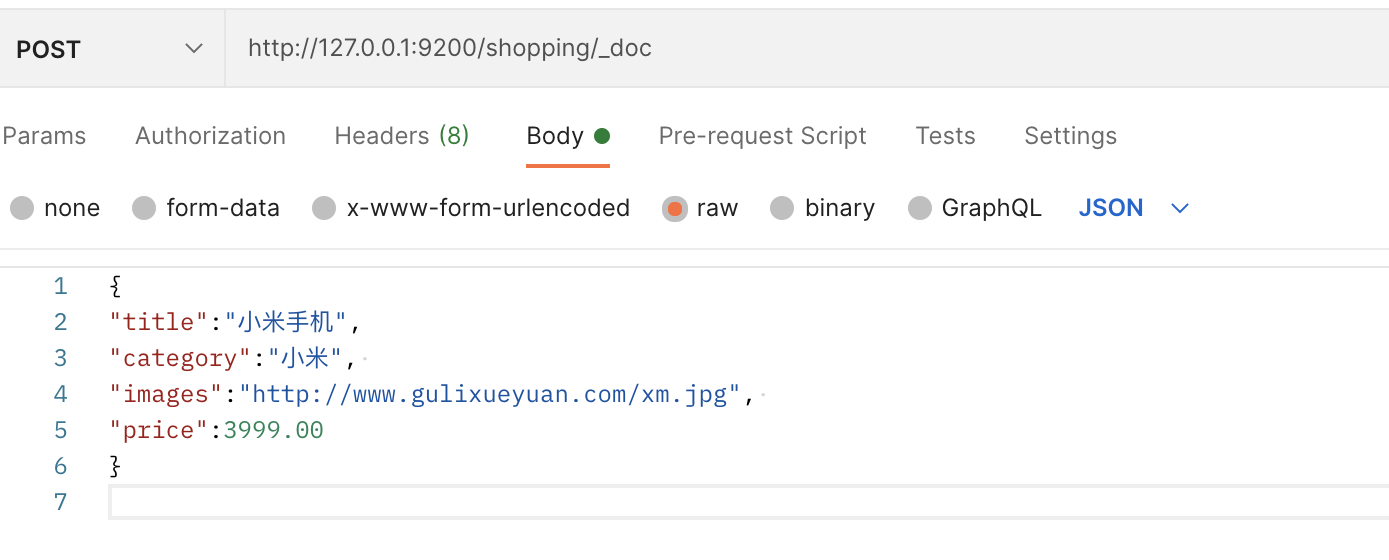 POST http://127.0.0.1:9200/shopping/_doc
Params Authorization Headers (8) Body Pre-request Script Tests Settings
none form-data x-www-form-urlencoded raw binary GraphQL JSON
1 {
2 "title":"小米手机",
3 "category":"小米",
4 "images":"http://www.gulixueyuan.com/xm.jpg",
5 "price":3999.00
6 }
7